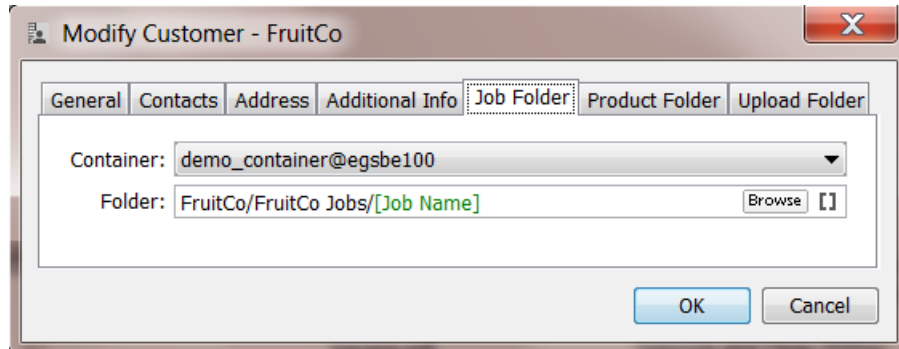 Modify Customer - FruitCo
General Contacts Address Additional Info Job Folder Product Folder Upload Folder
Container: demo_container@egsbe100
Folder: FruitCo/FruitCo Jobs/[Job Name] Browse []
OK Cancel